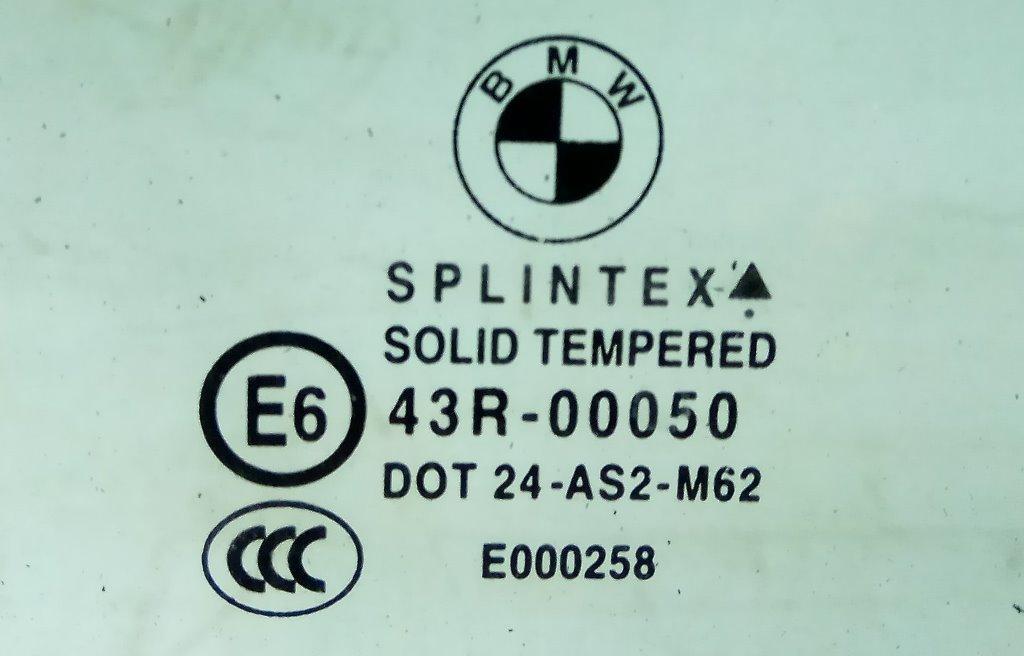 BMW
SPLINTEX
SOLID TEMPERED
E6 43R-00050
DOT 24-AS2-M62
CCC E000258